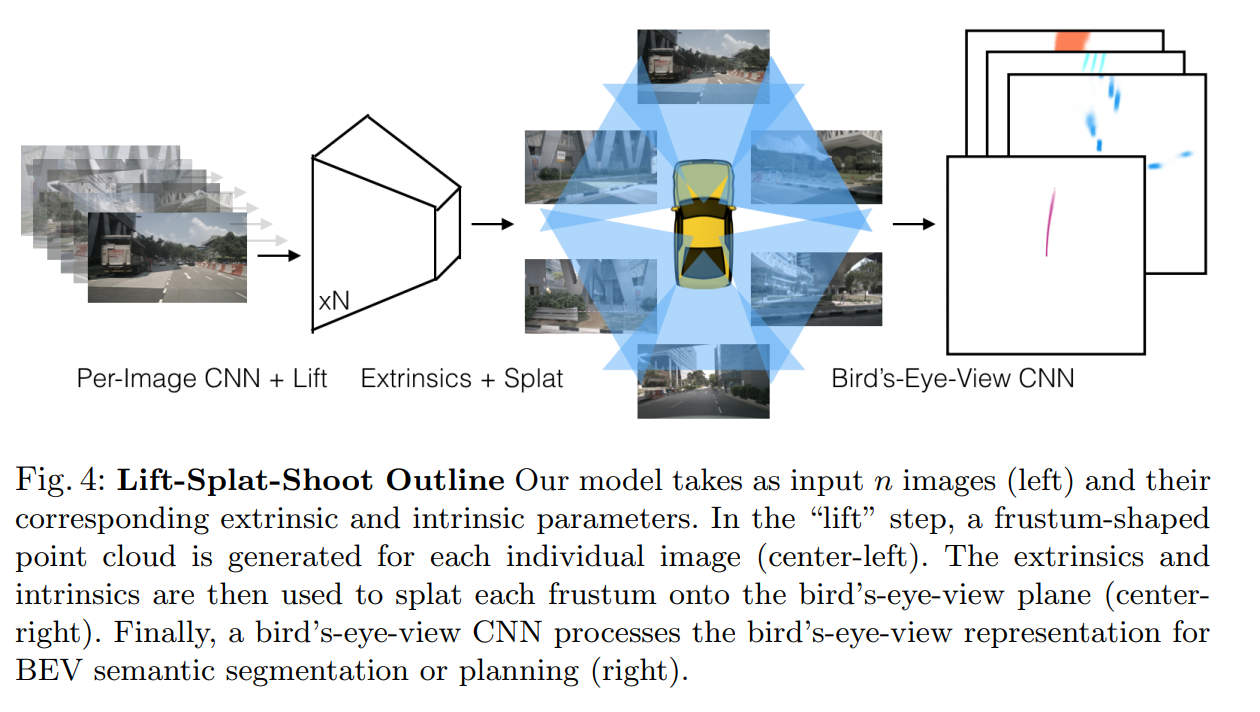 xN
Per-Image CNN + Lift
Extrinsics + Splat
Bird's-Eye-View CNN
Fig. 4: Lift-Splat-Shoot Outline Our model takes as input n images (left) and their
corresponding extrinsic and intrinsic parameters. In the “lift” step, a frustum-shaped
point cloud is generated for each individual image (center-left). The extrinsics and
intrinsics are then used to splat each frustum onto the bird’s-eye-view plane (center-
right). Finally, a bird’s-eye-view CNN processes the bird’s-eye-view representation for
BEV semantic segmentation or planning (right).